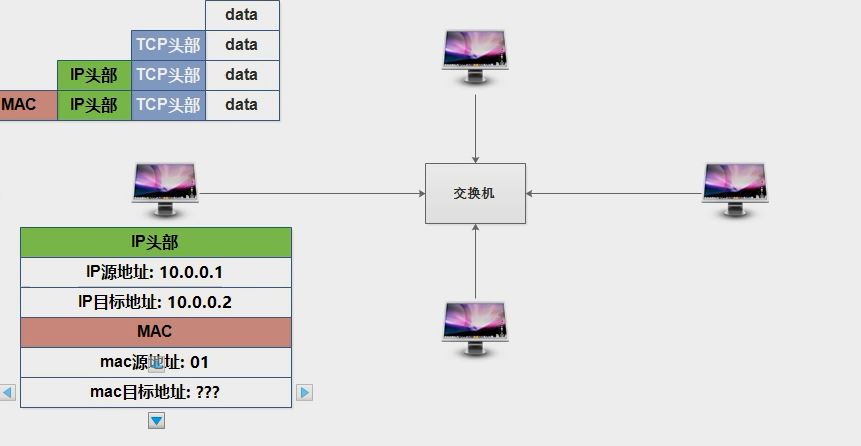 data
TCP头部 data
IP头部 TCP头部 data
MAC IP头部 TCP头部 data
交换机
IP头部
IP源地址: 10.0.0.1
IP目标地址: 10.0.0.2
MAC
mac源地址: 01
mac目标地址: ???